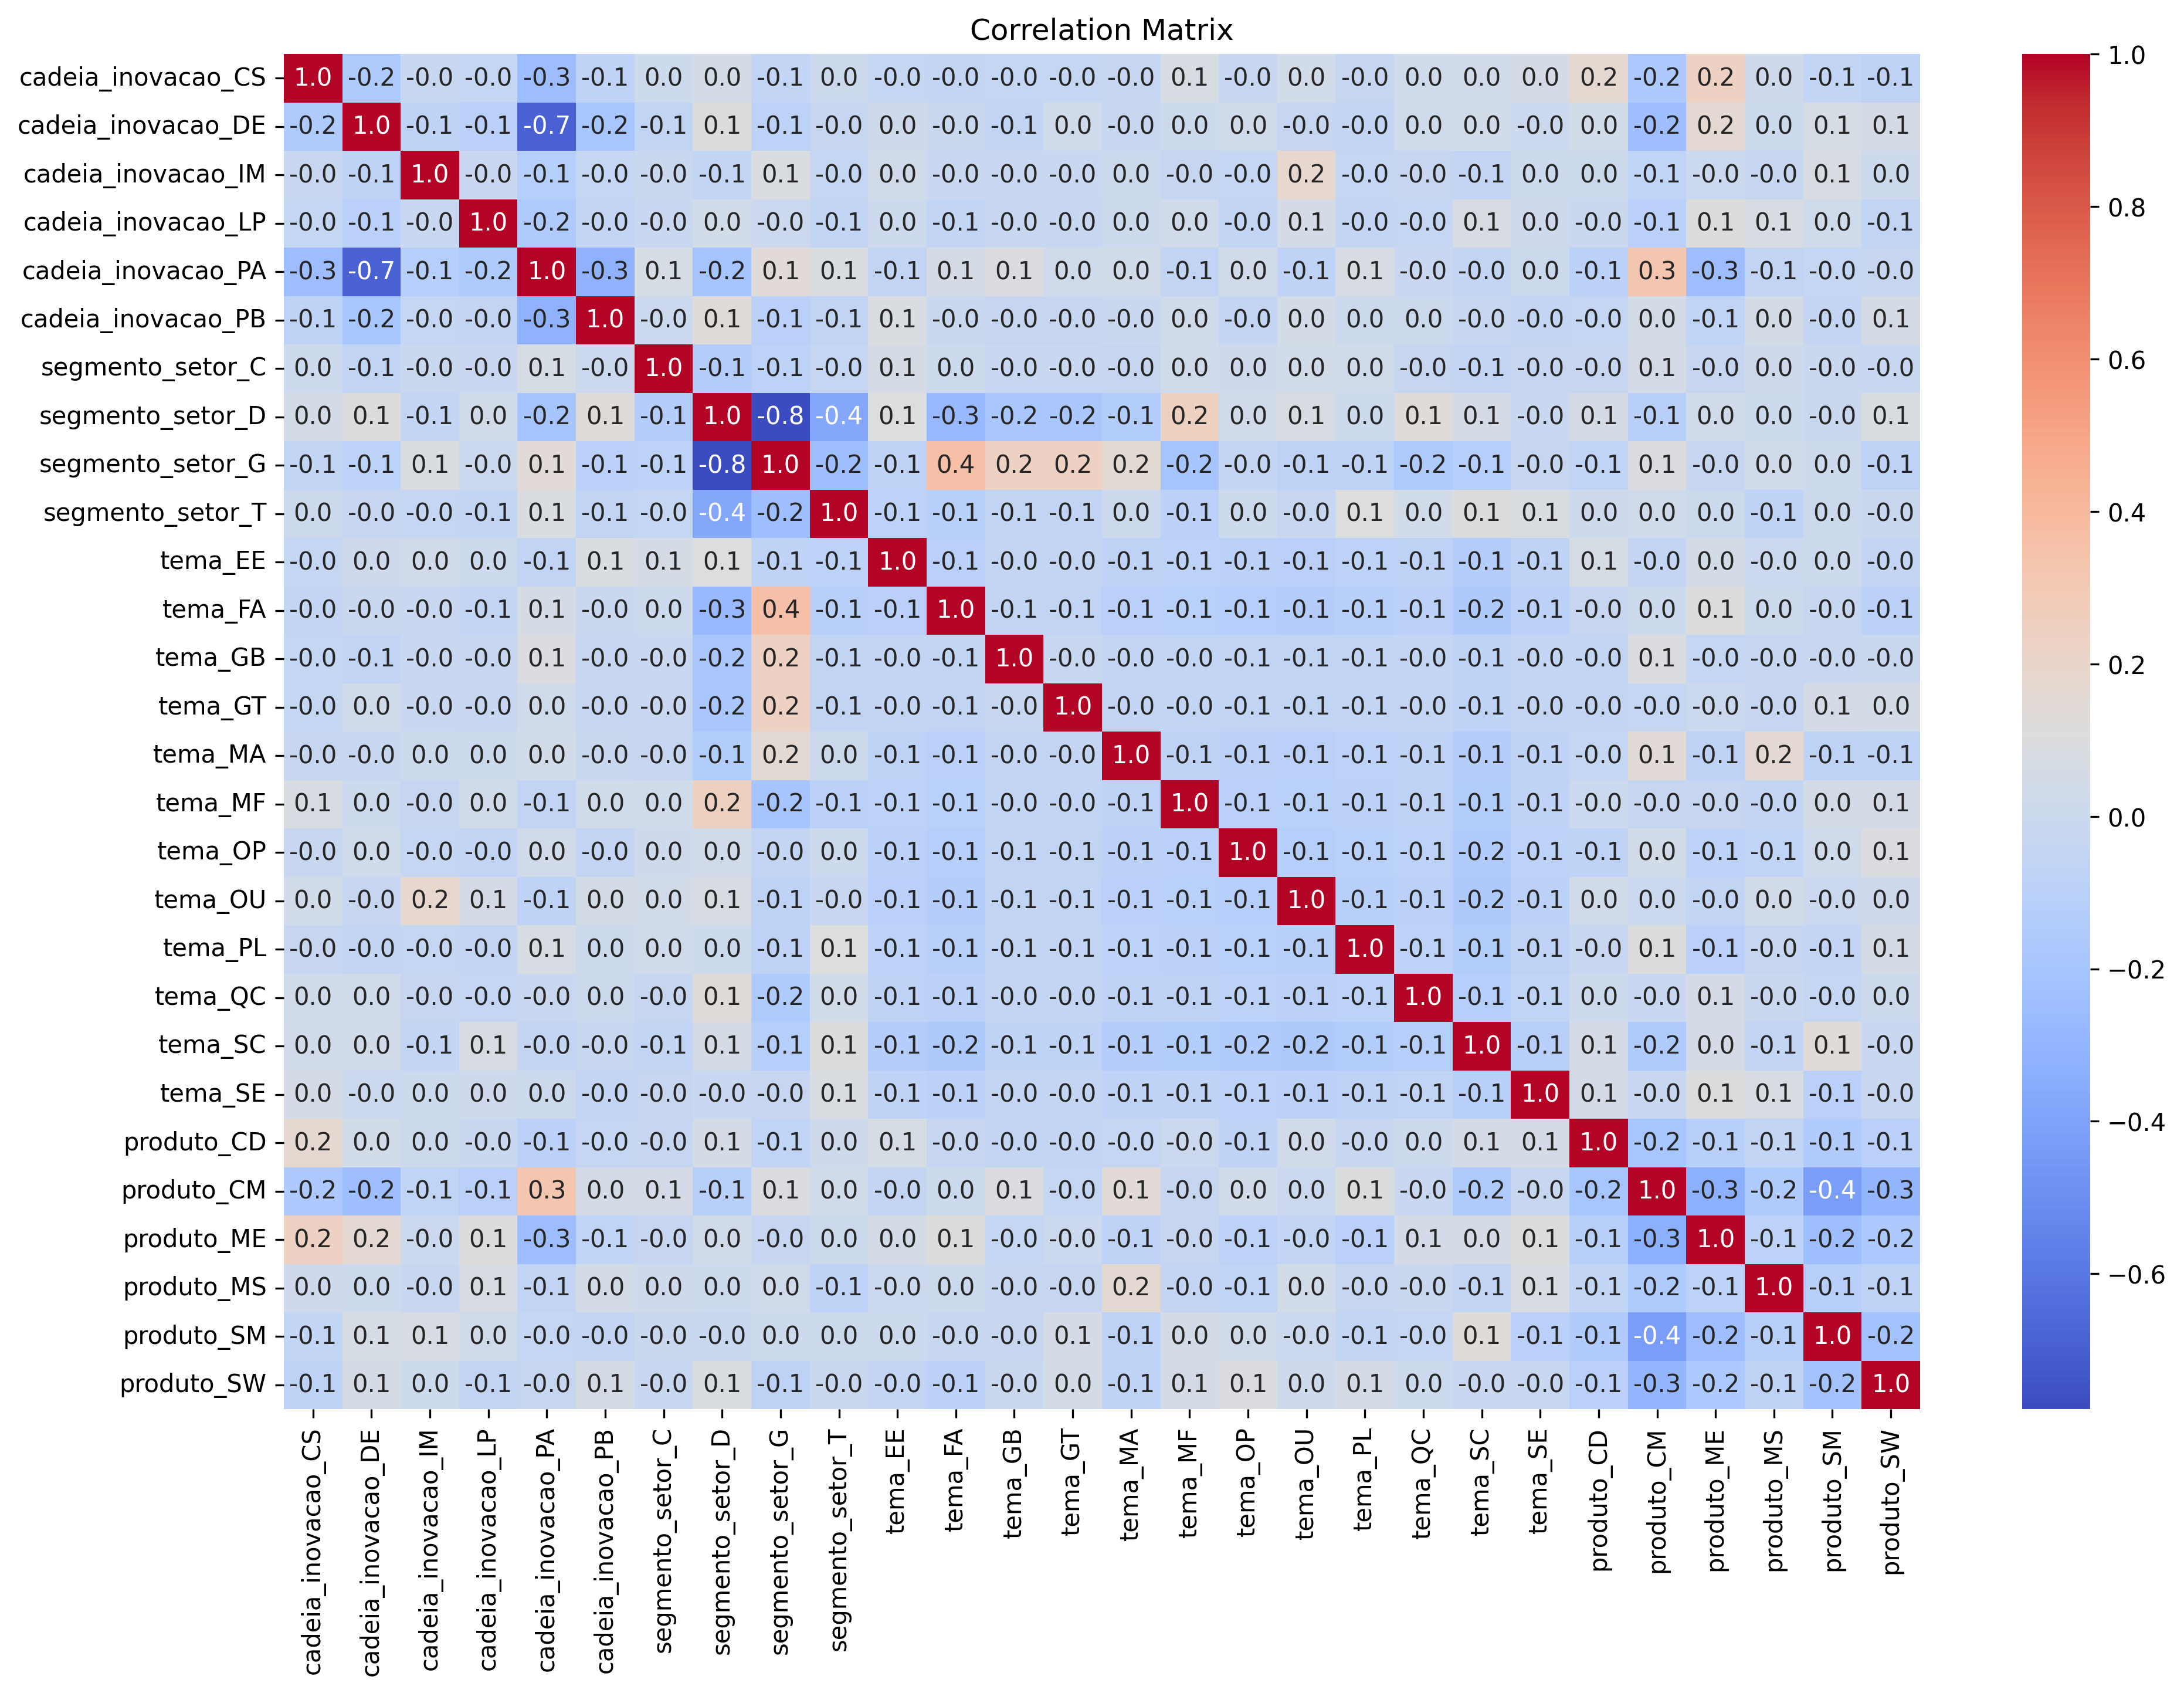 Correlation Matrix
cadeia_inovacao_CS 1.0 -0.2 -0.0 -0.0 -0.3 -0.1 0.0 0.0 -0.1 0.0 -0.0 -0.0 -0.0 -0.0 -0.0 0.1 -0.0 0.0 -0.0 0.0 0.0 0.0 0.2 -0.2 0.2 0.0 -0.1 -0.1
cadeia_inovacao_DE -0.2 1.0 -0.1 -0.1 -0.7 -0.2 -0.1 0.1 -0.1 -0.0 0.0 -0.0 -0.1 0.0 -0.0 0.0 0.0 -0.0 -0.0 0.0 0.0 -0.0 0.0 -0.2 0.2 0.0 0.1 0.1
cadeia_inovacao_IM -0.0 -0.1 1.0 -0.0 -0.1 -0.0 -0.0 -0.1 0.1 -0.0 0.0 -0.0 -0.0 -0.0 0.0 -0.0 -0.0 0.2 -0.0 -0.0 -0.1 0.0 0.0 -0.1 -0.0 -0.0 0.1 0.0
cadeia_inovacao_LP -0.0 -0.1 -0.0 1.0 -0.2 -0.0 -0.0 0.0 -0.0 -0.1 0.0 -0.1 -0.0 -0.0 0.0 0.0 -0.0 0.1 -0.0 -0.0 0.1 0.0 -0.0 -0.1 0.1 0.1 0.0 -0.1
cadeia_inovacao_PA -0.3 -0.7 -0.1 -0.2 1.0 -0.3 0.1 -0.2 0.1 0.1 -0.1 0.1 0.1 0.0 0.0 -0.1 0.0 -0.1 0.1 -0.0 -0.0 0.0 -0.1 0.3 -0.3 -0.1 -0.0 -0.0
cadeia_inovacao_PB -0.1 -0.2 -0.0 -0.0 -0.3 1.0 -0.0 0.1 -0.1 -0.1 0.1 -0.0 -0.0 -0.0 -0.0 0.0 -0.0 0.0 0.0 0.0 -0.0 -0.0 -0.0 0.0 -0.1 0.0 -0.0 0.1
segmento_setor_C 0.0 -0.1 -0.0 -0.0 0.1 -0.0 1.0 -0.1 -0.1 -0.0 0.1 0.0 -0.0 -0.0 -0.0 0.0 0.0 0.0 0.0 -0.0 -0.1 -0.0 -0.0 0.1 -0.0 0.0 -0.0 -0.0
segmento_setor_D 0.0 0.1 -0.1 0.0 -0.2 0.1 -0.1 1.0 -0.8 -0.4 0.1 -0.3 -0.2 -0.2 -0.1 0.2 0.0 0.1 0.0 0.1 0.1 -0.0 0.1 -0.1 0.0 0.0 -0.0 0.1
segmento_setor_G -0.1 -0.1 0.1 -0.0 0.1 -0.1 -0.1 -0.8 1.0 -0.2 -0.1 0.4 0.2 0.2 0.2 -0.2 -0.0 -0.1 -0.1 -0.2 -0.1 -0.0 -0.1 0.1 -0.0 0.0 0.0 -0.1
segmento_setor_T 0.0 -0.0 -0.0 -0.1 0.1 -0.1 -0.0 -0.4 -0.2 1.0 -0.1 -0.1 -0.1 -0.1 0.0 -0.1 0.0 -0.0 0.1 0.0 0.1 0.1 0.0 0.0 0.0 -0.1 0.0 -0.0
tema_EE -0.0 0.0 0.0 0.0 -0.1 0.1 0.1 0.1 -0.1 -0.1 1.0 -0.1 -0.0 -0.0 -0.1 -0.1 -0.1 -0.1 -0.1 -0.1 -0.1 -0.1 0.1 -0.0 0.0 -0.0 0.0 -0.0
tema_FA -0.0 -0.0 -0.0 -0.1 0.1 -0.0 0.0 -0.3 0.4 -0.1 -0.1 1.0 -0.1 -0.1 -0.1 -0.1 -0.1 -0.1 -0.1 -0.1 -0.2 -0.1 -0.0 0.0 0.1 0.0 -0.0 -0.1
tema_GB -0.0 -0.1 -0.0 -0.0 0.1 -0.0 -0.0 -0.2 0.2 -0.1 -0.0 -0.1 1.0 -0.0 -0.0 -0.0 -0.1 -0.1 -0.1 -0.0 -0.1 -0.0 -0.0 0.1 -0.0 -0.0 -0.0 -0.0
tema_GT -0.0 0.0 -0.0 -0.0 0.0 -0.0 -0.0 -0.2 0.2 -0.1 -0.0 -0.1 -0.0 1.0 -0.0 -0.0 -0.1 -0.1 -0.1 -0.0 -0.1 -0.0 -0.0 -0.0 -0.0 -0.0 0.1 0.0
tema_MA -0.0 -0.0 0.0 0.0 0.0 -0.0 -0.0 -0.1 0.2 0.0 -0.1 -0.1 -0.0 -0.0 1.0 -0.1 -0.1 -0.1 -0.1 -0.1 -0.1 -0.1 -0.0 0.1 -0.1 0.2 -0.1 -0.1
tema_MF 0.1 0.0 -0.0 0.0 -0.1 0.0 0.0 0.2 -0.2 -0.1 -0.1 -0.1 -0.0 -0.0 -0.1 1.0 -0.1 -0.1 -0.1 -0.1 -0.1 -0.1 -0.0 -0.0 -0.0 -0.0 0.0 0.1
tema_OP -0.0 0.0 -0.0 -0.0 0.0 -0.0 0.0 0.0 -0.0 0.0 -0.1 -0.1 -0.1 -0.1 -0.1 -0.1 1.0 -0.1 -0.1 -0.1 -0.2 -0.1 -0.1 0.0 -0.1 -0.1 0.0 0.1
tema_OU 0.0 -0.0 0.2 0.1 -0.1 0.0 0.0 0.1 -0.1 -0.0 -0.1 -0.1 -0.1 -0.1 -0.1 -0.1 -0.1 1.0 -0.1 -0.1 -0.2 -0.1 0.0 0.0 -0.0 0.0 -0.0 0.0
tema_PL -0.0 -0.0 -0.0 -0.0 0.1 0.0 0.0 0.0 -0.1 0.1 -0.1 -0.1 -0.1 -0.1 -0.1 -0.1 -0.1 -0.1 1.0 -0.1 -0.1 -0.1 -0.0 0.1 -0.1 -0.0 -0.1 0.1
tema_QC 0.0 0.0 -0.0 -0.0 -0.0 0.0 -0.0 0.1 -0.2 0.0 -0.1 -0.1 -0.0 -0.0 -0.1 -0.1 -0.1 -0.1 -0.1 1.0 -0.1 -0.1 0.0 -0.0 0.1 -0.0 -0.0 0.0
tema_SC 0.0 0.0 -0.1 0.1 -0.0 -0.0 -0.1 0.1 -0.1 0.1 -0.1 -0.2 -0.1 -0.1 -0.1 -0.1 -0.2 -0.2 -0.1 -0.1 1.0 -0.1 0.1 -0.2 0.0 -0.1 0.1 -0.0
tema_SE 0.0 -0.0 0.0 0.0 0.0 -0.0 -0.0 -0.0 -0.0 0.1 -0.1 -0.1 -0.0 -0.0 -0.1 -0.1 -0.1 -0.1 -0.1 -0.1 -0.1 1.0 0.1 -0.0 0.1 0.1 -0.1 -0.0
produto_CD 0.2 0.0 0.0 -0.0 -0.1 -0.0 -0.0 0.1 -0.1 0.0 0.1 -0.0 -0.0 -0.0 -0.0 -0.0 -0.1 0.0 -0.0 0.0 0.1 0.1 1.0 -0.2 -0.1 -0.1 -0.1 -0.1
produto_CM -0.2 -0.2 -0.1 -0.1 0.3 0.0 0.1 -0.1 0.1 0.0 -0.0 0.0 0.1 -0.0 0.1 -0.0 0.0 0.0 0.1 -0.0 -0.2 -0.0 -0.2 1.0 -0.3 -0.2 -0.4 -0.3
produto_ME 0.2 0.2 -0.0 0.1 -0.3 -0.1 -0.0 0.0 -0.0 0.0 0.0 0.1 -0.0 -0.0 -0.1 -0.0 -0.1 -0.0 -0.1 0.1 0.0 0.1 -0.1 -0.3 1.0 -0.1 -0.2 -0.2
produto_MS 0.0 0.0 -0.0 0.1 -0.1 0.0 0.0 0.0 0.0 -0.1 -0.0 0.0 -0.0 -0.0 0.2 -0.0 -0.1 0.0 -0.0 -0.0 -0.1 0.1 -0.1 -0.2 -0.1 1.0 -0.1 -0.1
produto_SM -0.1 0.1 0.1 0.0 -0.0 -0.0 -0.0 -0.0 0.0 0.0 0.0 -0.0 -0.0 0.1 -0.1 0.0 0.0 -0.0 -0.1 -0.0 0.1 -0.1 -0.1 -0.4 -0.2 -0.1 1.0 -0.2
produto_SW -0.1 0.1 0.0 -0.1 -0.0 0.1 -0.0 0.1 -0.1 -0.0 -0.0 -0.1 -0.0 0.0 -0.1 0.1 0.1 0.0 0.1 0.0 -0.0 -0.0 -0.1 -0.3 -0.2 -0.1 -0.2 1.0
cadeia_inovacao_CS
cadeia_inovacao_DE
cadeia_inovacao_IM
cadeia_inovacao_LP
cadeia_inovacao_PA
cadeia_inovacao_PB
segmento_setor_C
segmento_setor_D
segmento_setor_G
segmento_setor_T
tema_EE
tema_FA
tema_GB
tema_GT
tema_MA
tema_MF
tema_OP
tema_OU
tema_PL
tema_QC
tema_SC
tema_SE
produto_CD
produto_CM
produto_ME
produto_MS
produto_SM
produto_SW
1.0
0.8
0.6
0.4
0.2
0.0
−0.2
−0.4
−0.6